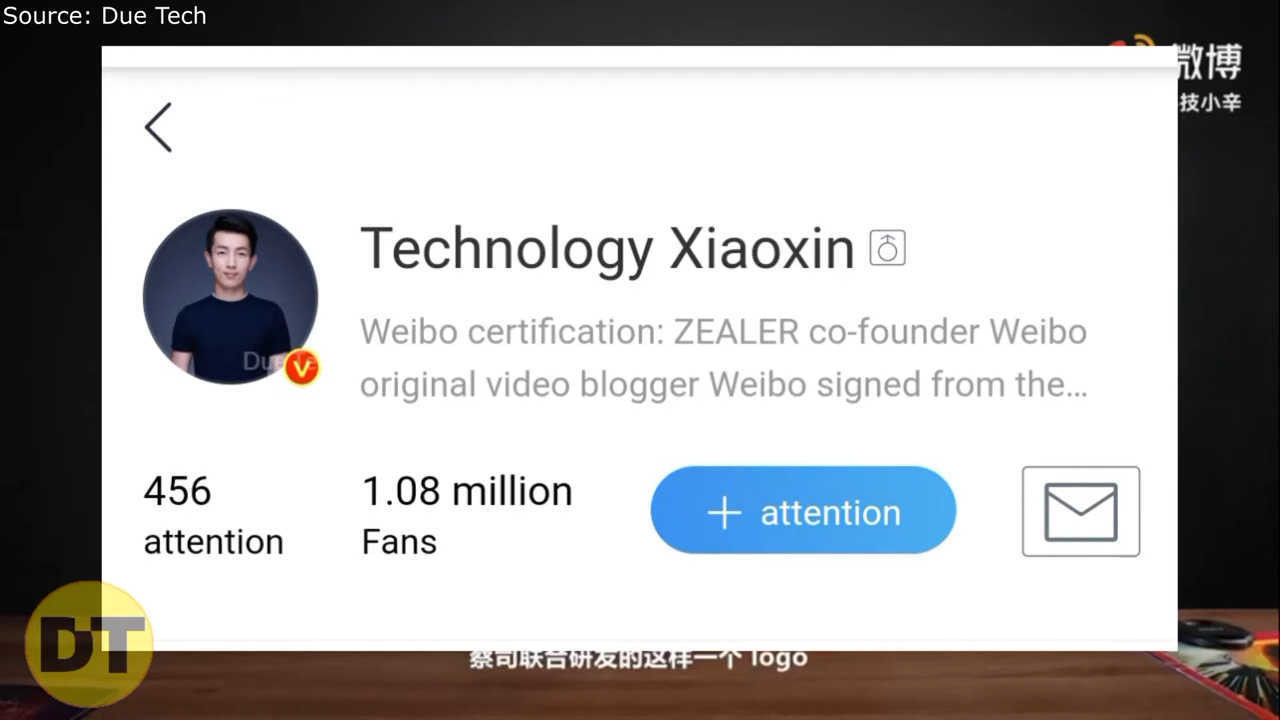 Source: Due Tech
微博
技小辛
Technology Xiaoxin
Weibo certification: ZEALER co-founder Weibo
original video blogger Weibo signed from the...
V
456
1.08 million
attention
Fans
+ attention
DT
蔡司联合研发的这样一个 logo